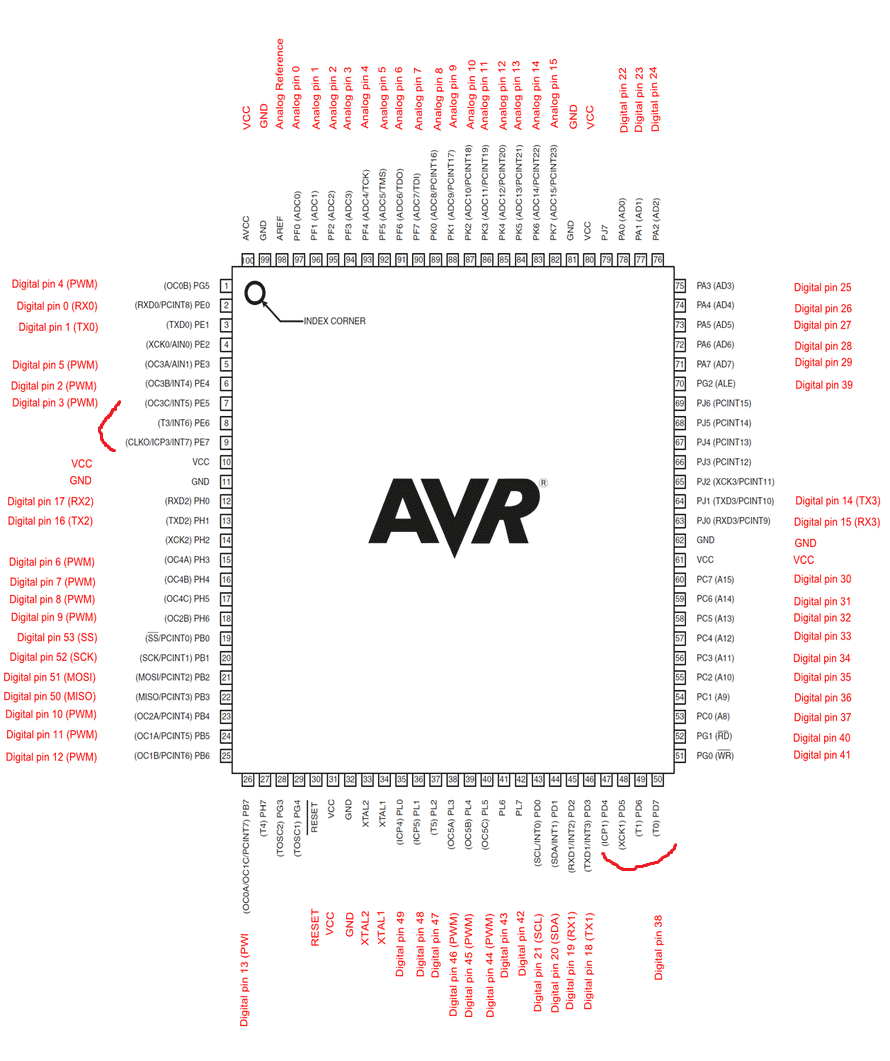 VCC
GND
Analog Reference
Analog pin 0
Analog pin 1
Analog pin 2
Analog pin 3
Analog pin 4
Analog pin 5
Analog pin 6
Analog pin 7
Analog pin 8
Analog pin 9
Analog pin 10
Analog pin 11
Analog pin 12
Analog pin 13
Analog pin 14
Analog pin 15
GND
VCC
Digital pin 22
Digital pin 23
Digital pin 24
AVCC
GND
AREF
PF0 (ADC0)
PF1 (ADC1)
PF2 (ADC2)
PF3 (ADC3)
PF4 (ADC4/TCK)
PF5 (ADC5/TMS)
PF6 (ADC6/TDO)
PF7 (ADC7/TDI)
PK0 (ADC8/PCINT16)
PK1 (ADC9/PCINT17)
PK2 (ADC10/PCINT18)
PK3 (ADC11/PCINT19)
PK4 (ADC12/PCINT20)
PK5 (ADC13/PCINT21)
PK6 (ADC14/PCINT22)
PK7 (ADC15/PCINT23)
GND
VCC
PJ7
PA0 (AD0)
PA1 (AD1)
PA2 (AD2)
100 99 98 97 96 95 94 93 92 91 90 89 88 87 86 85 84 83 82 81 80 79 78 77 76
Digital pin 4 (PWM) (OC0B) PG5 1 75 PA3 (AD3) Digital pin 25
Digital pin 0 (RX0) (RXD0/PCINT8) PE0 2 74 PA4 (AD4) Digital pin 26
INDEX CORNER
Digital pin 1 (TX0) (TXD0) PE1 3 73 PA5 (AD5) Digital pin 27
(XCK0/AIN0) PE2 4 72 PA6 (AD6) Digital pin 28
Digital pin 5 (PWM) (OC3A/AIN1) PE3 5 71 PA7 (AD7) Digital pin 29
Digital pin 2 (PWM) (OC3B/INT4) PE4 6 70 PG2 (ALE) Digital pin 39
Digital pin 3 (PWM) (OC3C/INT5) PE5 7 69 PJ6 (PCINT15)
(T3/INT6) PE6 8 68 PJ5 (PCINT14)
(CLKO/ICP3/INT7) PE7 9 67 PJ4 (PCINT13)
VCC VCC 10 66 PJ3 (PCINT12)
GND GND 11 65 PJ2 (XCK3/PCINT11)
Digital pin 17 (RX2) (RXD2) PH0 12 64 PJ1 (TXD3/PCINT10) Digital pin 14 (TX3)
Digital pin 16 (TX2) (TXD2) PH1 13 63 PJ0 (RXD3/PCINT9) Digital pin 15 (RX3)
AVR®
(XCK2) PH2 14 62 GND GND
Digital pin 6 (PWM) (OC4A) PH3 15 61 VCC VCC
Digital pin 7 (PWM) (OC4B) PH4 16 60 PC7 (A15) Digital pin 30
Digital pin 8 (PWM) (OC4C) PH5 17 59 PC6 (A14) Digital pin 31
Digital pin 9 (PWM) (OC2B) PH6 18 58 PC5 (A13) Digital pin 32
Digital pin 53 (SS) (SS/PCINT0) PB0 19 57 PC4 (A12) Digital pin 33
Digital pin 52 (SCK) (SCK/PCINT1) PB1 20 56 PC3 (A11) Digital pin 34
Digital pin 51 (MOSI) (MOSI/PCINT2) PB2 21 55 PC2 (A10) Digital pin 35
Digital pin 50 (MISO) (MISO/PCINT3) PB3 22 54 PC1 (A9) Digital pin 36
Digital pin 10 (PWM) (OC2A/PCINT4) PB4 23 53 PC0 (A8) Digital pin 37
Digital pin 11 (PWM) (OC1A/PCINT5) PB5 24 52 PG1 (RD) Digital pin 40
Digital pin 12 (PWM) (OC1B/PCINT6) PB6 25 51 PG0 (WR) Digital pin 41
26 27 28 29 30 31 32 33 34 35 36 37 38 39 40 41 42 43 44 45 46 47 48 49 50
(OC0A/OC1C/PCINT7) PB7
(T4) PH7
(TOSC2) PG3
(TOSC1) PG4
RESET
VCC
GND
XTAL2
XTAL1
(ICP4) PL0
(ICP5) PL1
(T5) PL2
(OC5A) PL3
(OC5B) PL4
(OC5C) PL5
PL6
PL7
(SCL/INT0) PD0
(SDA/INT1) PD1
(RXD1/INT2) PD2
(TXD1/INT3) PD3
(ICP1) PD4
(XCK1) PD5
(T1) PD6
(T0) PD7
Digital pin 13 (PWI
RESET
VCC
GND
XTAL2
XTAL1
Digital pin 49
Digital pin 48
Digital pin 47
Digital pin 46 (PWM)
Digital pin 45 (PWM)
Digital pin 44 (PWM)
Digital pin 43
Digital pin 42
Digital pin 21 (SCL)
Digital pin 20 (SDA)
Digital pin 19 (RX1)
Digital pin 18 (TX1)
Digital pin 38